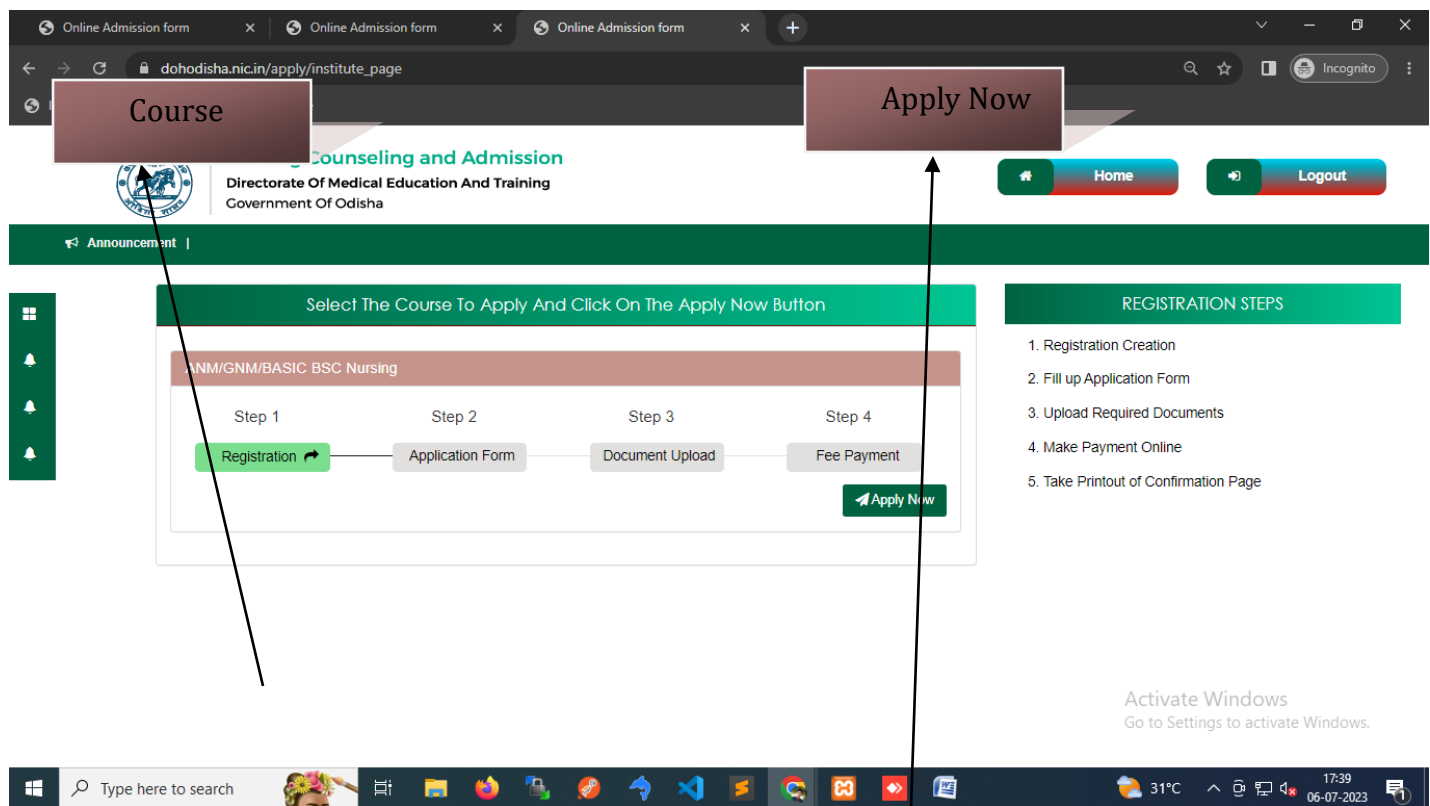 Online Admission form
Online Admission form
Online Admission form
dohodisha.nic.in/apply/institute_page
Incognito
Course
Apply Now
Counseling and Admission
Directorate Of Medical Education And Training
Government Of Odisha
Home
Logout
Announcement |
Select The Course To Apply And Click On The Apply Now Button
REGISTRATION STEPS
ANM/GNM/BASIC BSC Nursing
Step 1 Step 2 Step 3 Step 4
Registration Application Form Document Upload Fee Payment
Apply Now
1. Registration Creation
2. Fill up Application Form
3. Upload Required Documents
4. Make Payment Online
5. Take Printout of Confirmation Page
Activate Windows
Go to Settings to activate Windows.
Type here to search
31°C
17:39
06-07-2023
1